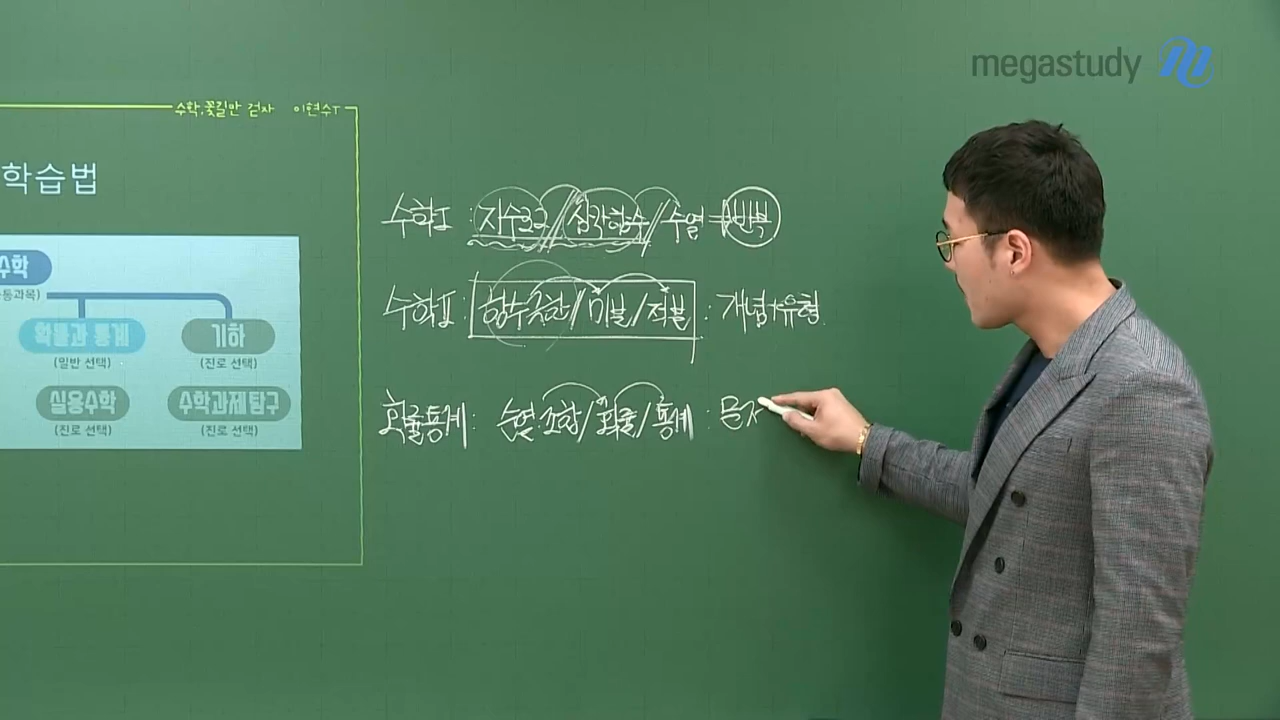 megastudy
수학, 꽃길만 걷자 이현수T
학습법
수학
통과목)
확률과 통계
기하
(일반 선택)
(진로 선택)
실용수학
수학과제 탐구
(진로 선택)
(진로 선택)
수학I : 지수로그 / 삼각함수 / 수열 반복
수학II : 함수극한 / 미분 / 적분 : 개념+유형
확률통계 : 순열·조합 / 확률 / 통계 : 문자